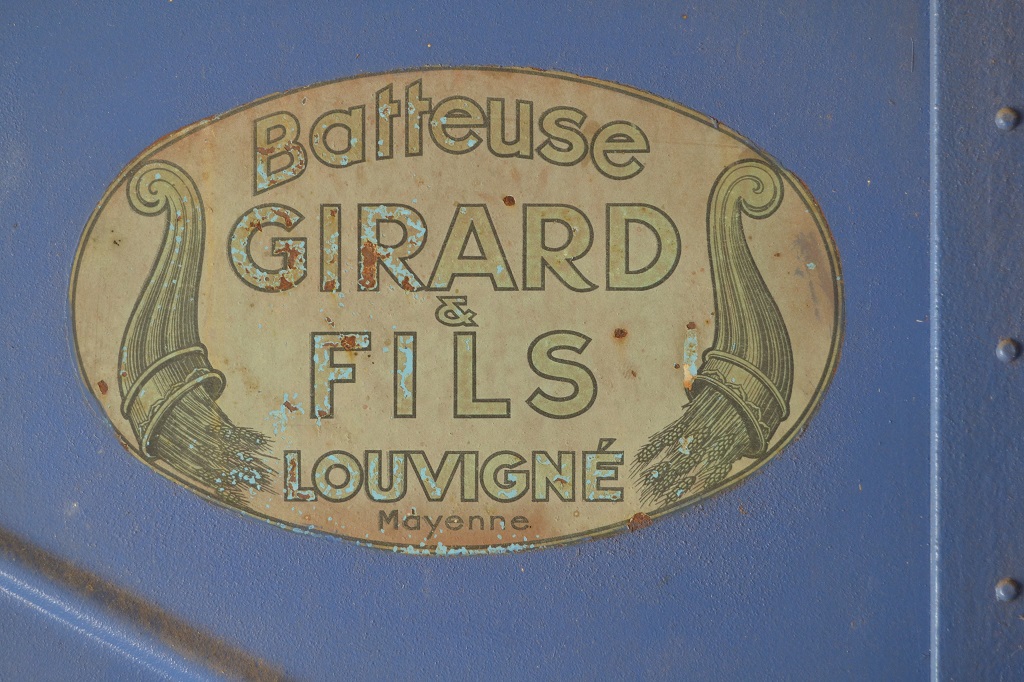 Batteuse
GIRARD
&
FILS
LOUVIGNÉ
Mayenne